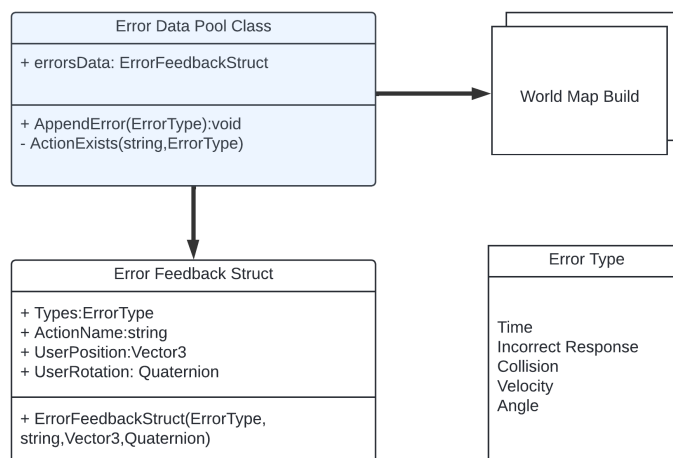 Error Data Pool Class
+ errorsData: ErrorFeedbackStruct
+ AppendError(ErrorType):void
- ActionExists(string,ErrorType)
World Map Build
Error Feedback Struct
+ Types:ErrorType
+ ActionName:string
+ UserPosition:Vector3
+ UserRotation: Quaternion
+ ErrorFeedbackStruct(ErrorType,
string,Vector3,Quaternion)
Error Type
Time
Incorrect Response
Collision
Velocity
Angle